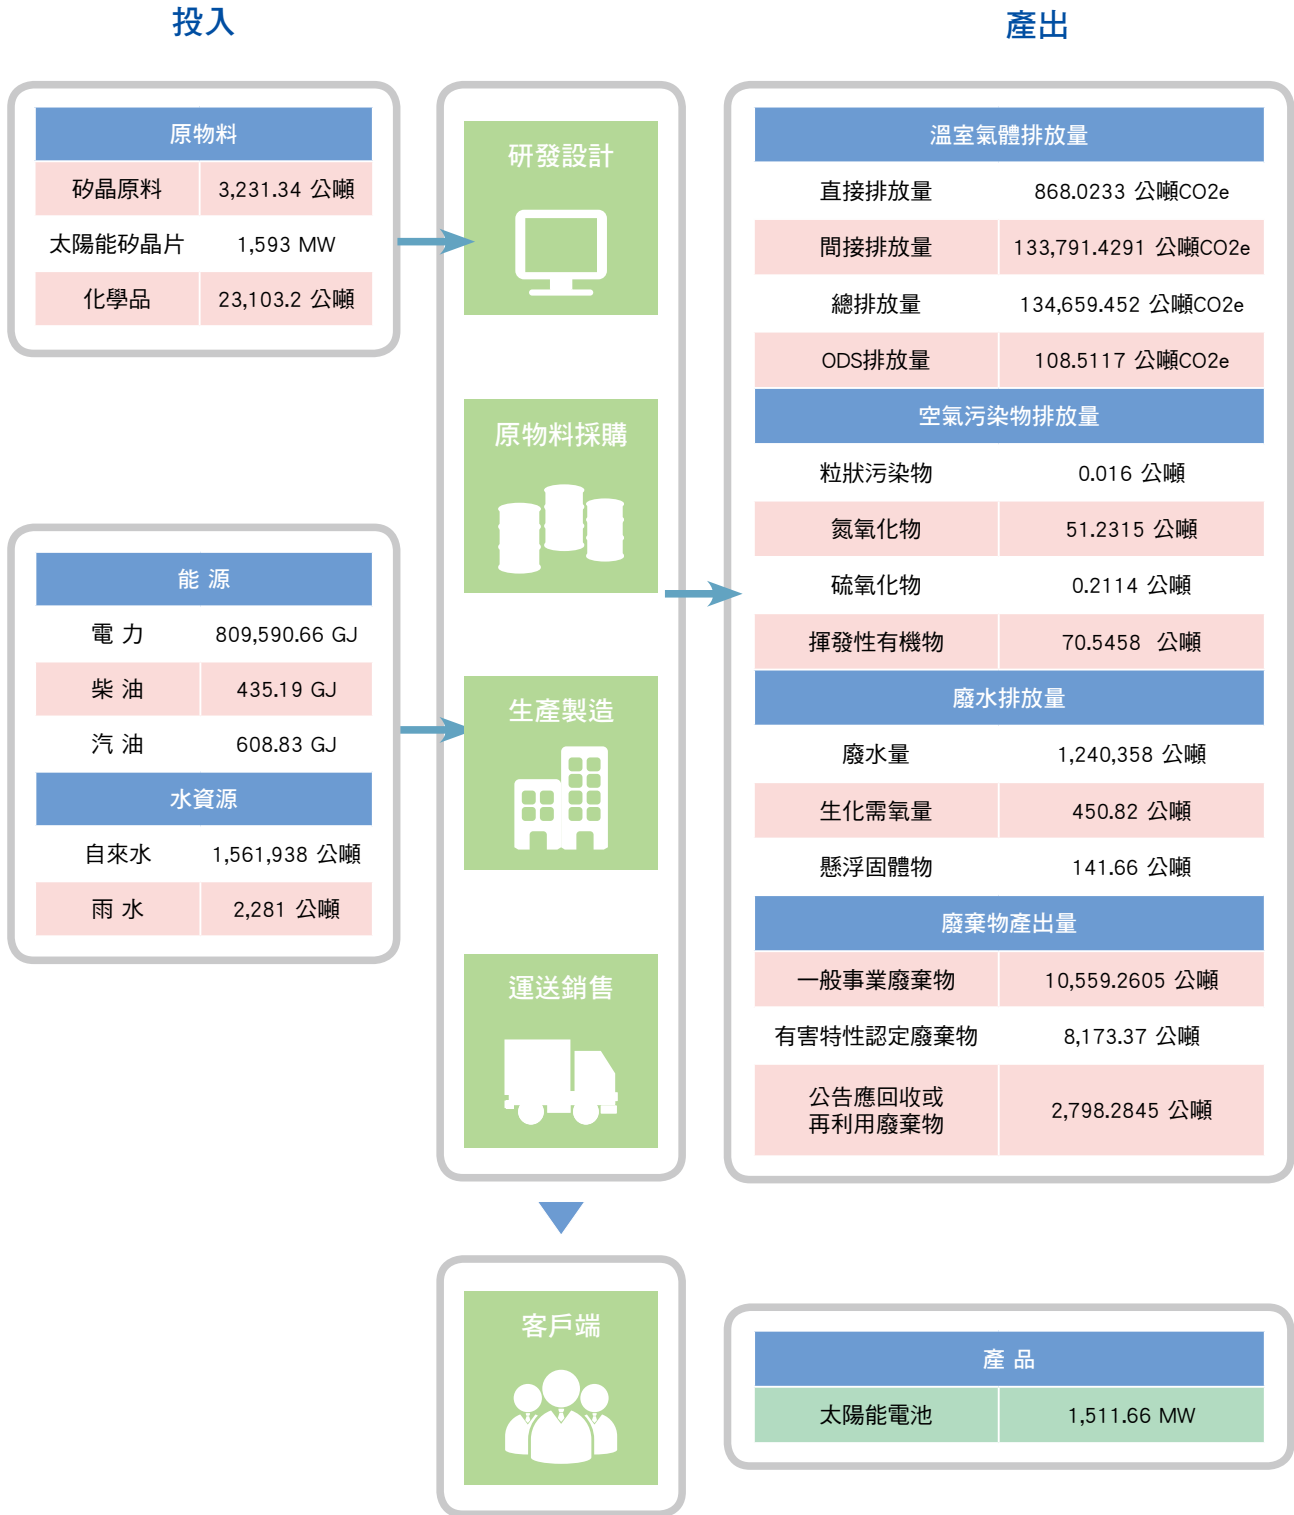 投入
產出
原物料
矽晶原料 3,231.34 公噸
太陽能矽晶片 1,593 MW
化學品 23,103.2 公噸
能 源
電 力 809,590.66 GJ
柴 油 435.19 GJ
汽 油 608.83 GJ
水資源
自來水 1,561,938 公噸
雨 水 2,281 公噸
研發設計
原物料採購
生產製造
運送銷售
客戶端
溫室氣體排放量
直接排放量 868.0233 公噸CO2e
間接排放量 133,791.4291 公噸CO2e
總排放量 134,659.452 公噸CO2e
ODS排放量 108.5117 公噸CO2e
空氣污染物排放量
粒狀污染物 0.016 公噸
氮氧化物 51.2315 公噸
硫氧化物 0.2114 公噸
揮發性有機物 70.5458 公噸
廢水排放量
廢水量 1,240,358 公噸
生化需氧量 450.82 公噸
懸浮固體物 141.66 公噸
廢棄物產出量
一般事業廢棄物 10,559.2605 公噸
有害特性認定廢棄物 8,173.37 公噸
公告應回收或
再利用廢棄物 2,798.2845 公噸
產 品
太陽能電池 1,511.66 MW